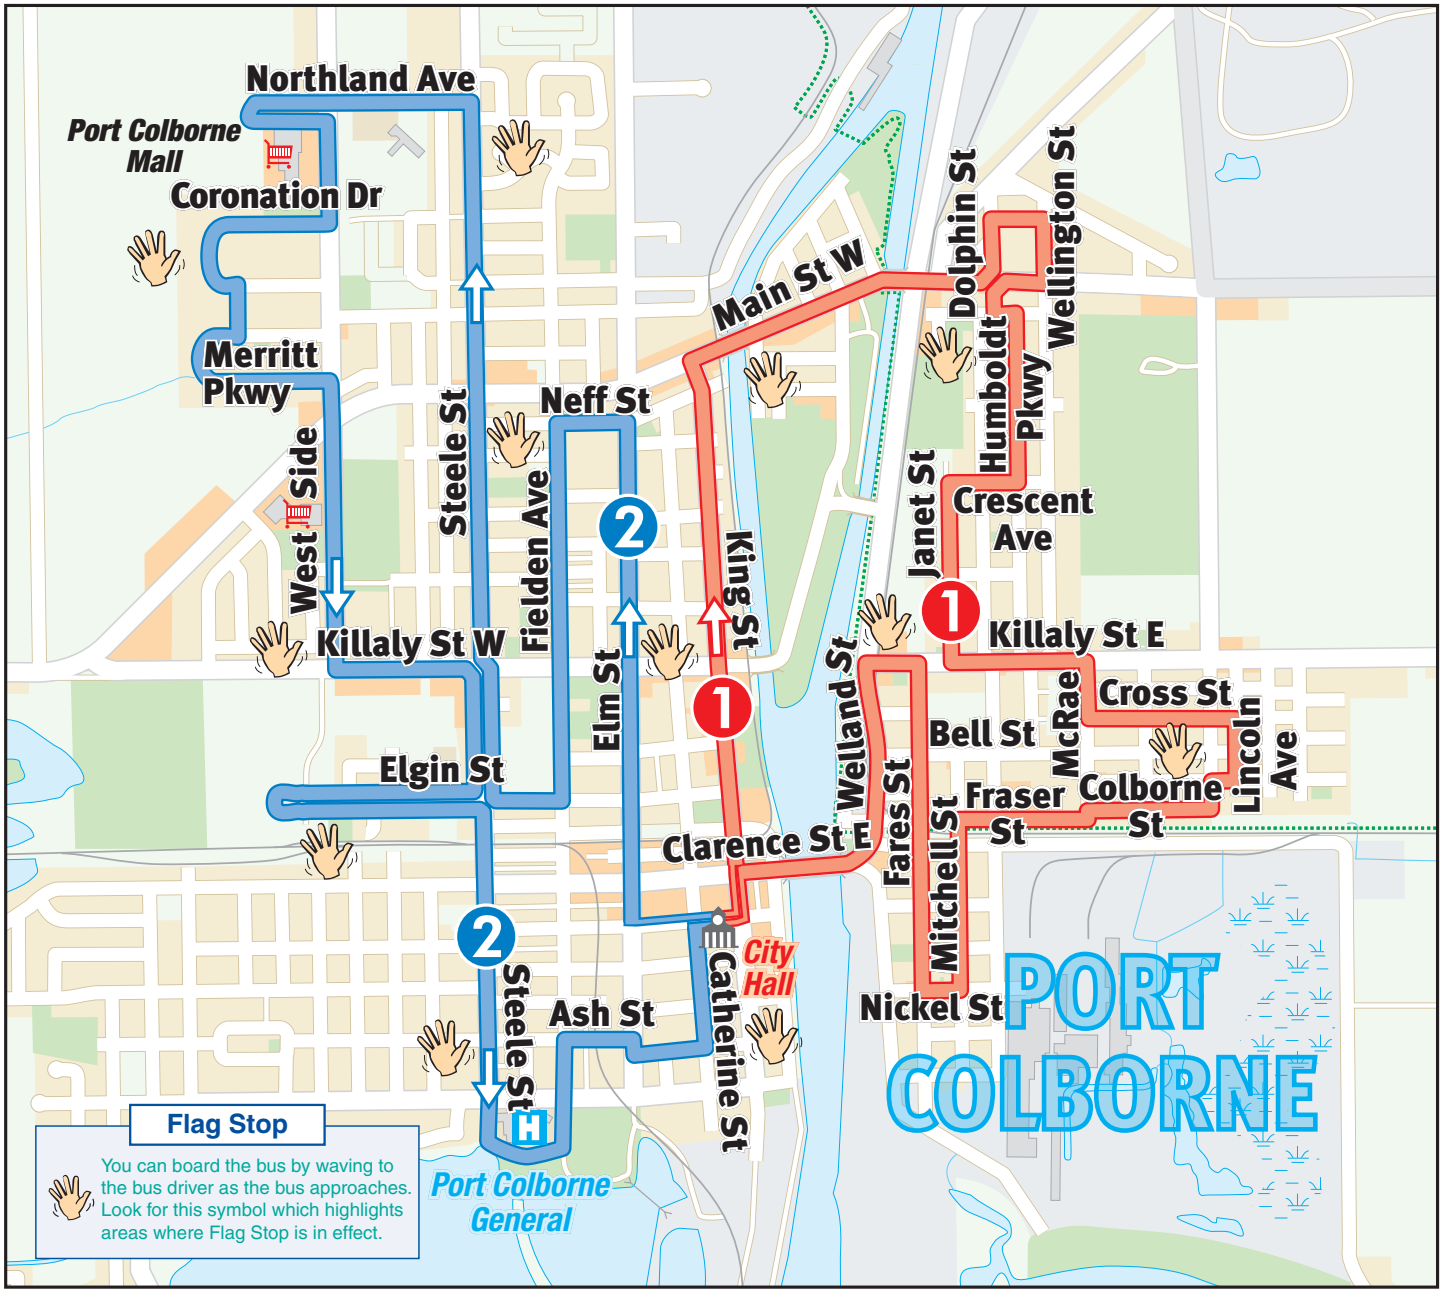 Northland Ave
Port Colborne
Mall
Coronation Dr
Merritt
Pkwy
West Side
Steele St
Neff St
Fielden Ave
2
Elm St
Killaly St W
Elgin St
2
Steele St
Ash St
Catherine St
City
Hall
H
Port Colborne
General
Main St W
King St
1
Clarence St E
Welland St
Fares St
Mitchell St
Nickel St
Dolphin St
Wellington St
Humboldt
Pkwy
Janet St
Crescent
Ave
1
Killaly St E
McRae
Cross St
Bell St
Lincoln
Ave
Fraser
St
Colborne
St
PORT
COLBORNE
Flag Stop
You can board the bus by waving to
the bus driver as the bus approaches.
Look for this symbol which highlights
areas where Flag Stop is in effect.